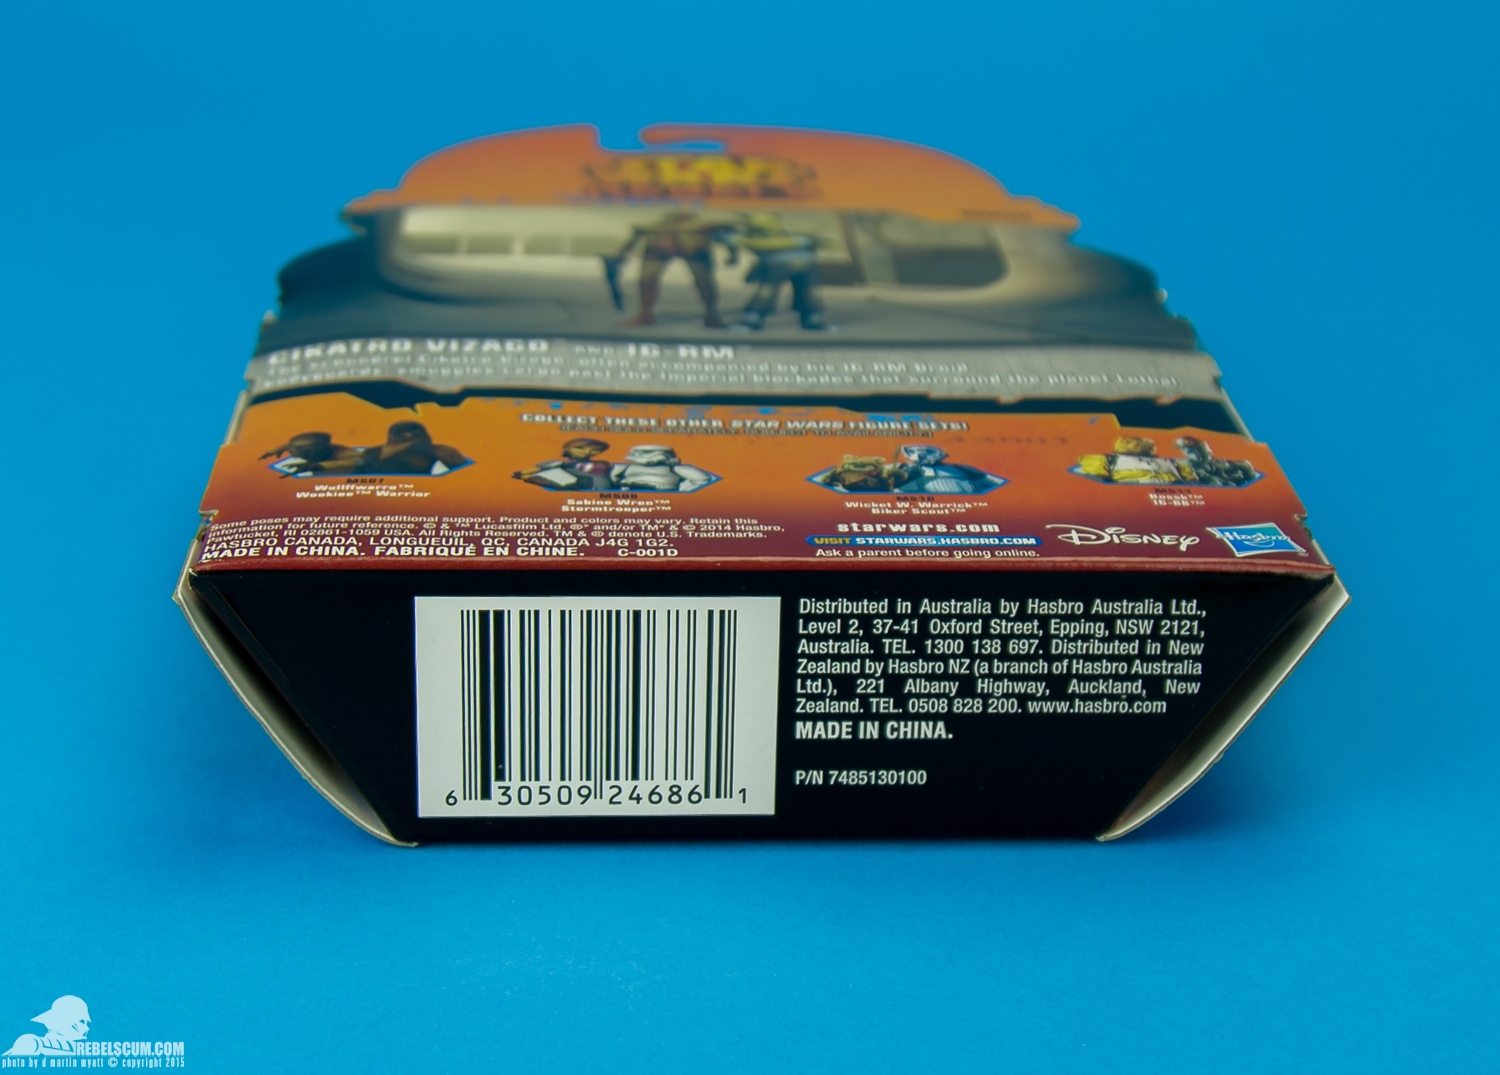 STAR WARS
CIKATRO VIZAGO AND IG-RM
COLLECT THESE OTHER STAR WARS FIGURE SETS!
MS07
Wullffwarro™
Wookiee™ Warrior
Sabine Wren™
Stormtrooper™
MS10
Wicket W. Warrick™
Biker Scout™
Bossk™
IG-88™
Some poses may require additional support. Product and colors may vary. Retain this
information for future reference. © & ™ Lucasfilm Ltd. ®* and/or TM* & © 2014 Hasbro,
Pawtucket, RI 02861-1059 USA. All Rights Reserved. TM & ® denote U.S. Trademarks.
HASBRO CANADA, LONGUEUIL, QC, CANADA J4G 1G2.
MADE IN CHINA. FABRIQUÉ EN CHINE. C-001D
starwars.com
VISIT STARWARS.HASBRO.COM
Ask a parent before going online.
DISNEY
Hasbro
6 30509 24686 1
Distributed in Australia by Hasbro Australia Ltd.,
Level 2, 37-41 Oxford Street, Epping, NSW 2121,
Australia. TEL. 1300 138 697. Distributed in New
Zealand by Hasbro NZ (a branch of Hasbro Australia
Ltd.), 221 Albany Highway, Auckland, New
Zealand. TEL. 0508 828 200. www.hasbro.com
MADE IN CHINA.
P/N 7485130100
REBELSCUM.COM
photo by d martin myatt © copyright 2015